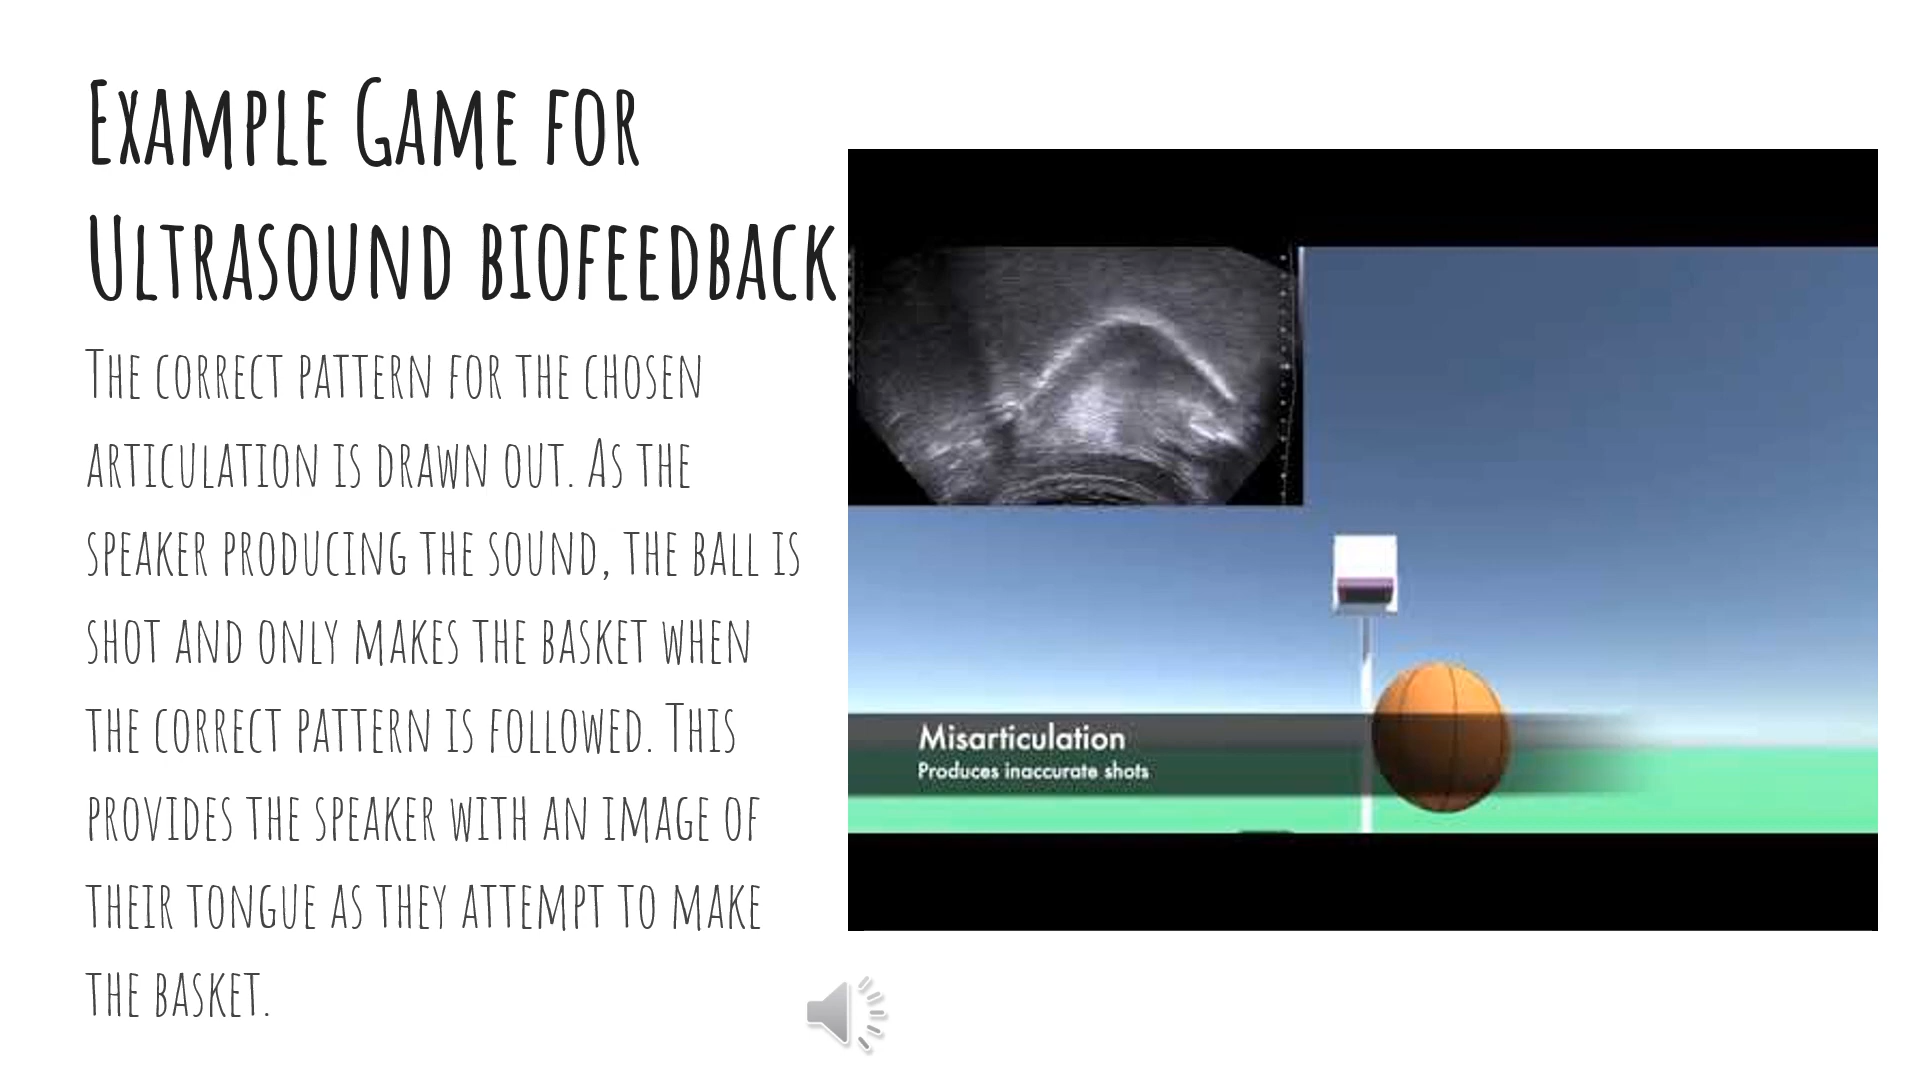 Example Game for
Ultrasound biofeedback
The correct pattern for the chosen
articulation is drawn out. As the
speaker producing the sound, the ball is
shot and only makes the basket when
the correct pattern is followed. This
provides the speaker with an image of
their tongue as they attempt to make
the basket.
Misarticulation
Produces inaccurate shots